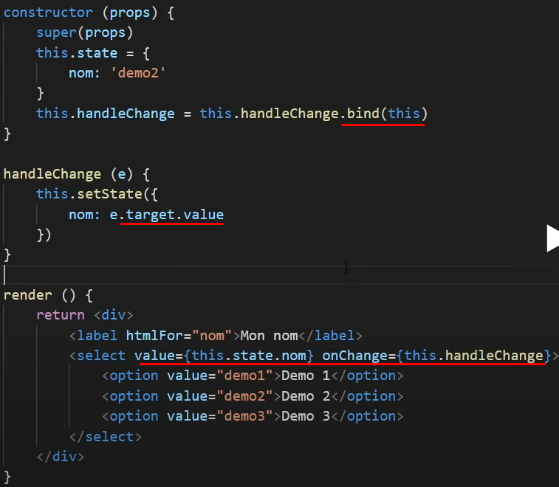 constructor (props) {
super(props)
this.state = {
nom: 'demo2'
}
this.handleChange = this.handleChange.bind(this)
}
handleChange (e) {
this.setState({
nom: e.target.value
})
}
render () {
return <div>
<label htmlFor="nom">Mon nom</label>
<select value={this.state.nom} onChange={this.handleChange}>
<option value="demo1">Demo 1</option>
<option value="demo2">Demo 2</option>
<option value="demo3">Demo 3</option>
</select>
</div>
}